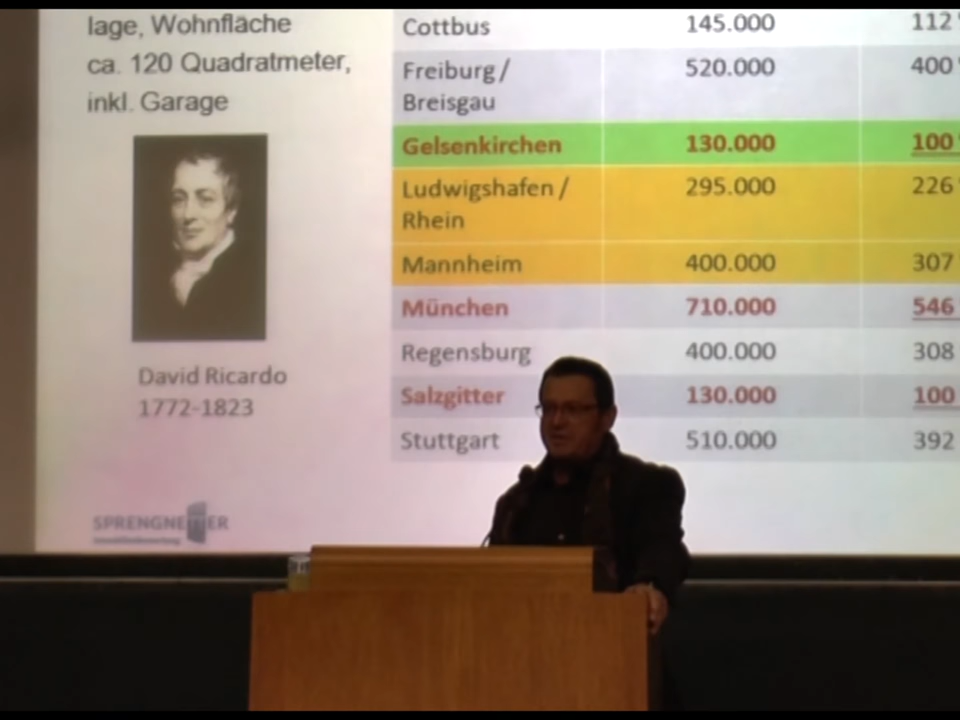 lage, Wohnfläche
ca. 120 Quadratmeter,
inkl. Garage
David Ricardo
1772-1823
SPRENGNETTER
Cottbus 145.000 112
Freiburg/ 520.000 400
Breisgau
Gelsenkirchen 130.000 100
Ludwigshafen/ 295.000 226
Rhein
Mannheim 400.000 307
München 710.000 546
Regensburg 400.000 308
Salzgitter 130.000 100
Stuttgart 510.000 392